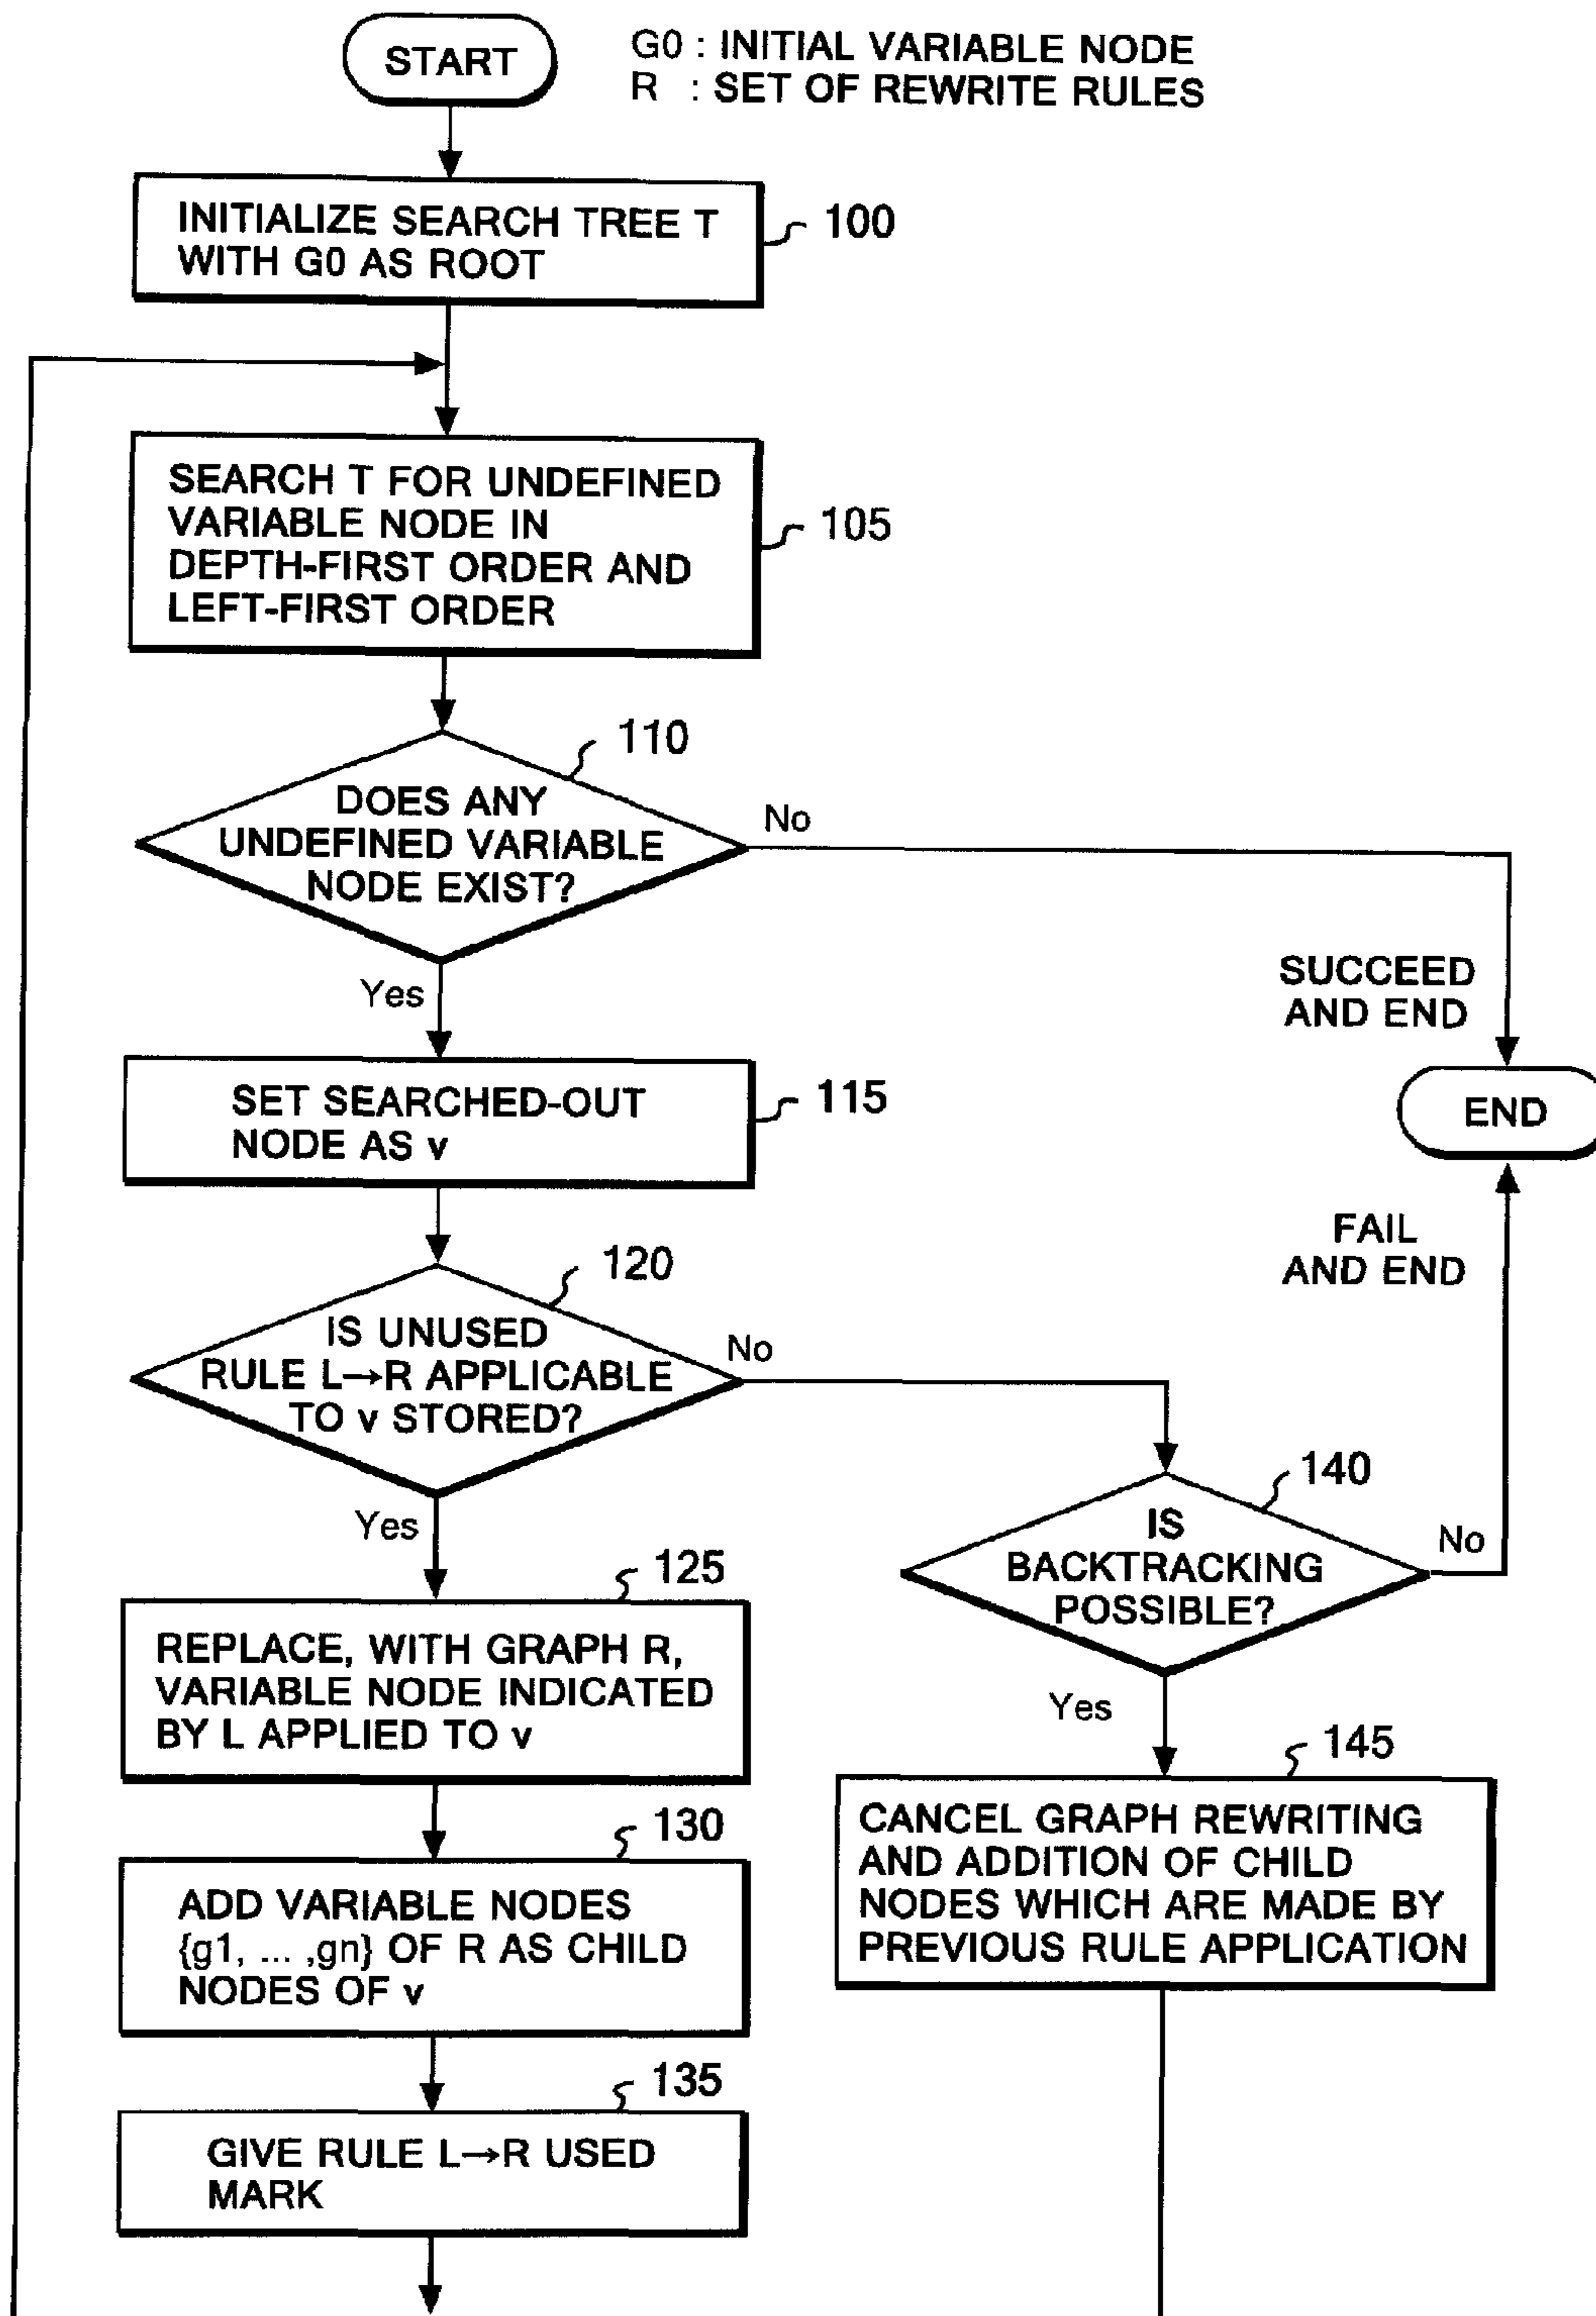 START
G0 : INITIAL VARIABLE NODE
R : SET OF REWRITE RULES
INITIALIZE SEARCH TREE T
WITH G0 AS ROOT
100
SEARCH T FOR UNDEFINED
VARIABLE NODE IN
DEPTH-FIRST ORDER AND
LEFT-FIRST ORDER
105
110
DOES ANY
UNDEFINED VARIABLE
NODE EXIST?
No
Yes
SUCCEED
AND END
SET SEARCHED-OUT
NODE AS v
115
END
FAIL
AND END
120
IS UNUSED
RULE L→R APPLICABLE
TO v STORED?
No
Yes
140
IS
BACKTRACKING
POSSIBLE?
No
Yes
125
REPLACE, WITH GRAPH R,
VARIABLE NODE INDICATED
BY L APPLIED TO v
145
CANCEL GRAPH REWRITING
AND ADDITION OF CHILD
NODES WHICH ARE MADE BY
PREVIOUS RULE APPLICATION
130
ADD VARIABLE NODES
{g1, ... ,gn} OF R AS CHILD
NODES OF v
135
GIVE RULE L→R USED
MARK